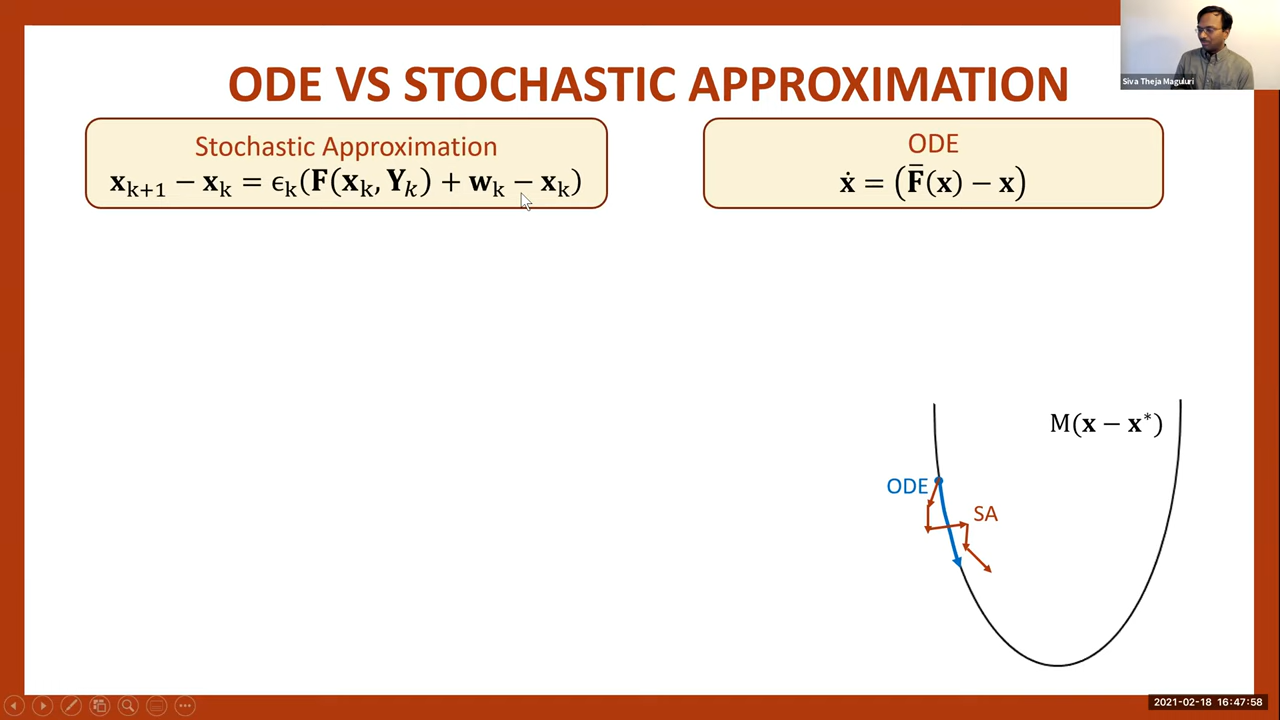 Siva Theja Maguluri
ODE VS STOCHASTIC APPROXIMATION
Stochastic Approximation
𝐱ₖ₊₁ − 𝐱ₖ = ϵₖ(𝐅(𝐱ₖ, 𝐘ₖ) + 𝐰ₖ − 𝐱ₖ)
ODE
𝐱̇ = (𝐅̄(𝐱) − 𝐱)
M(𝐱 − 𝐱*)
ODE
SA
2021-02-18 16:47:58